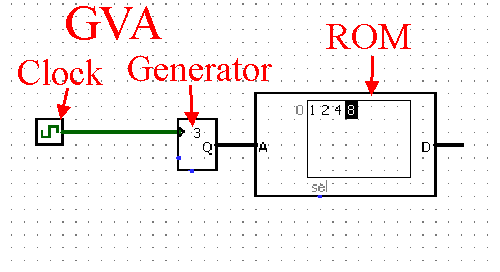 GVA
ROM
Clock
Generator
0
1 2 4 8
3
Q
A
D
sel